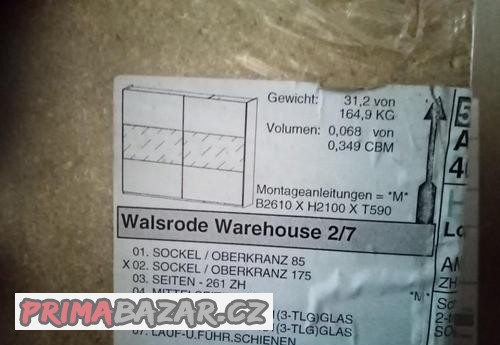 Gewicht: 31,2 von
164,9 KG
Volumen: 0,068 von
0,349 CBM
Montageanleitungen = *M*
B2610 X H2100 X T590
Walsrode Warehouse 2/7
01. SOCKEL / OBERKRANZ 85
X 02. SOCKEL / OBERKRANZ 175
03. SEITEN - 261 ZH
*M*
(3-TLG)GLAS
(3-TLG)GLAS
07. LAUF-U.FÜHR.SCHIENEN
PRIMABAZAR.CZ